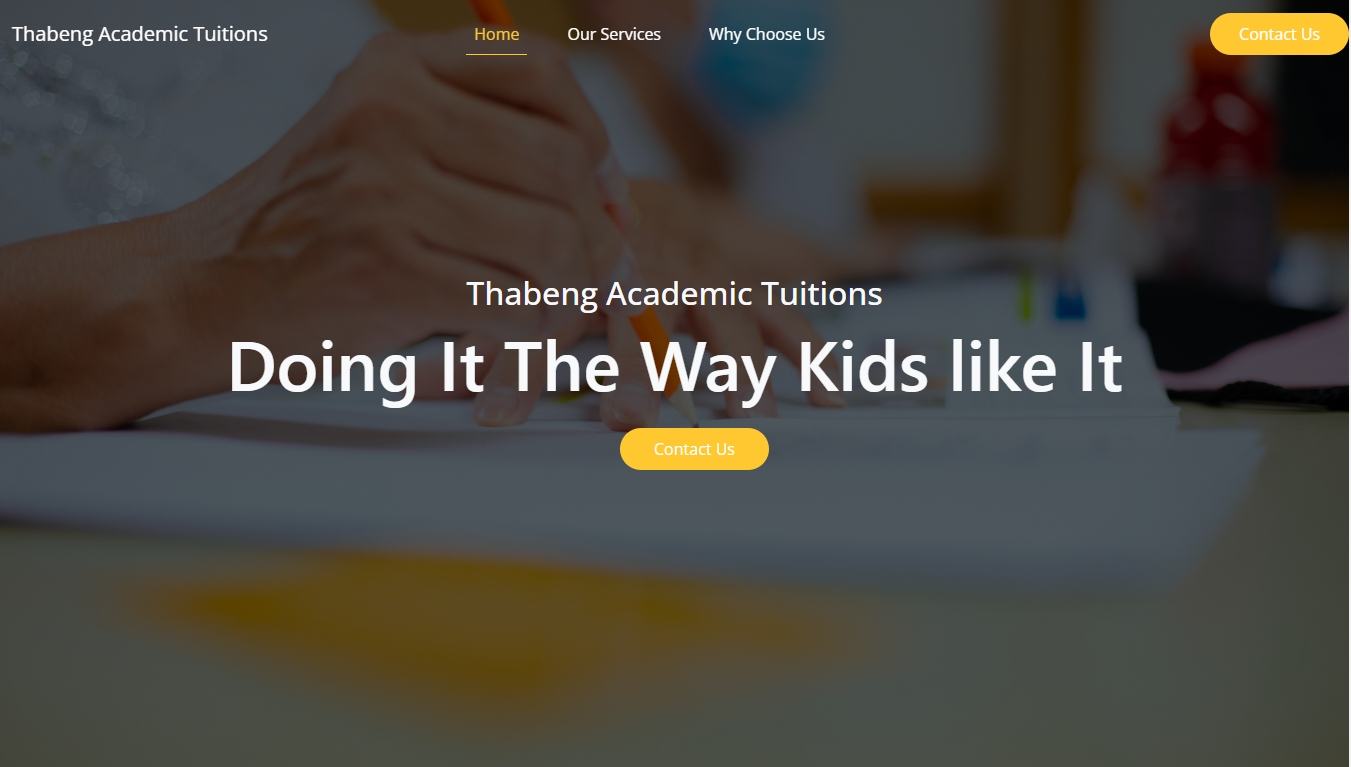 Thabeng Academic Tuitions
Home
Our Services
Why Choose Us
Contact Us
Thabeng Academic Tuitions
Doing It The Way Kids like It
Contact Us